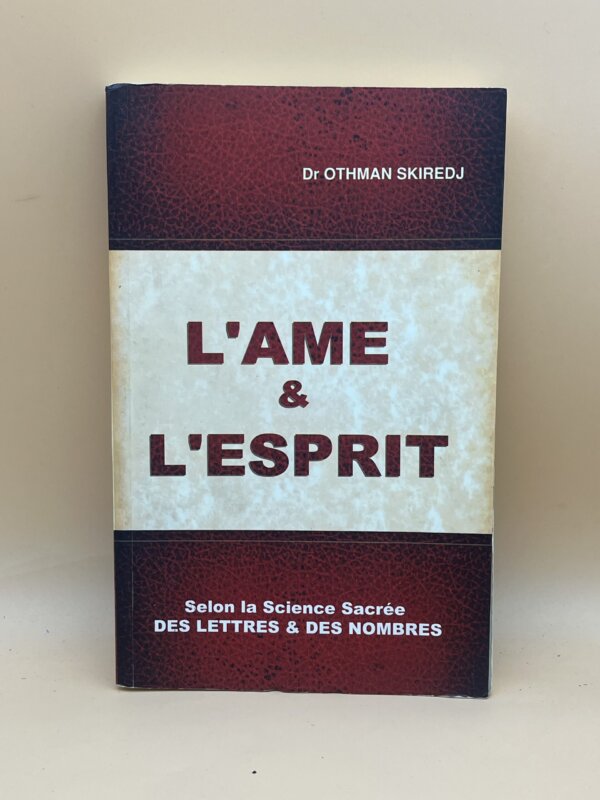 Dr OTHMAN SKIREDJ
L'AME
&
L'ESPRIT
Selon la Science Sacrée
DES LETTRES & DES NOMBRES